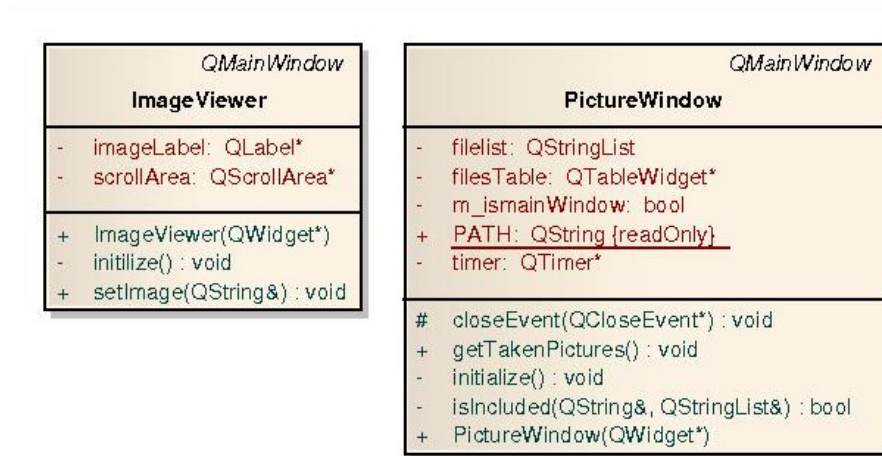 QMainWindow
ImageViewer
- imageLabel: QLabel*
- scrollArea: QScrollArea*
+ ImageViewer(QWidget*)
- initilize() : void
+ setImage(QString&) : void
QMainWindow
PictureWindow
- filelist: QStringList
- filesTable: QTableWidget*
- m_ismainWindow: bool
+ PATH: QString {readOnly}
- timer: QTimer*
# closeEvent(QCloseEvent*) : void
+ getTakenPictures() : void
- initialize() : void
- isIncluded(QString&, QStringList&) : bool
+ PictureWindow(QWidget*)